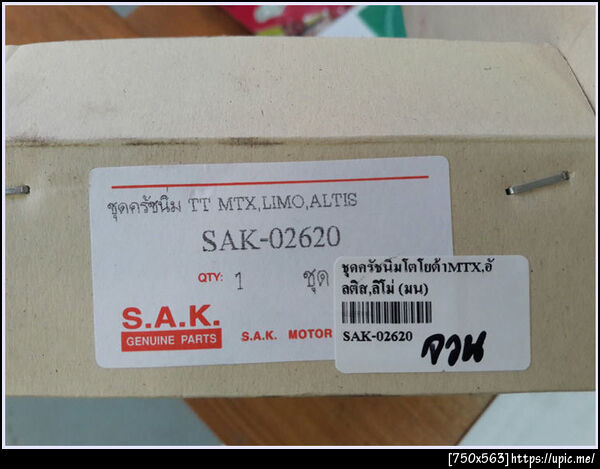 ชุดครัชนิ่ม TT MTX,LIMO,ALTIS
SAK-02620
QTY: 1 ชุด
S.A.K.
GENUINE PARTS
S.A.K. MOTOR
ชุดครัชนิ่มโตโยต้าMTX,อั
ลติส,ลีโม่ (มน)
SAK-02620
จวน
[750x563]https://upic.me/